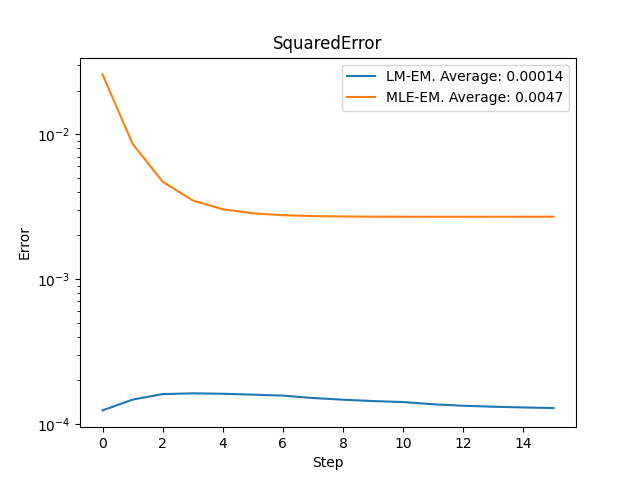 SquaredError
LM-EM. Average: 0.00014
MLE-EM. Average: 0.0047
Error
10⁻²
10⁻³
10⁻⁴
0 2 4 6 8 10 12 14
Step